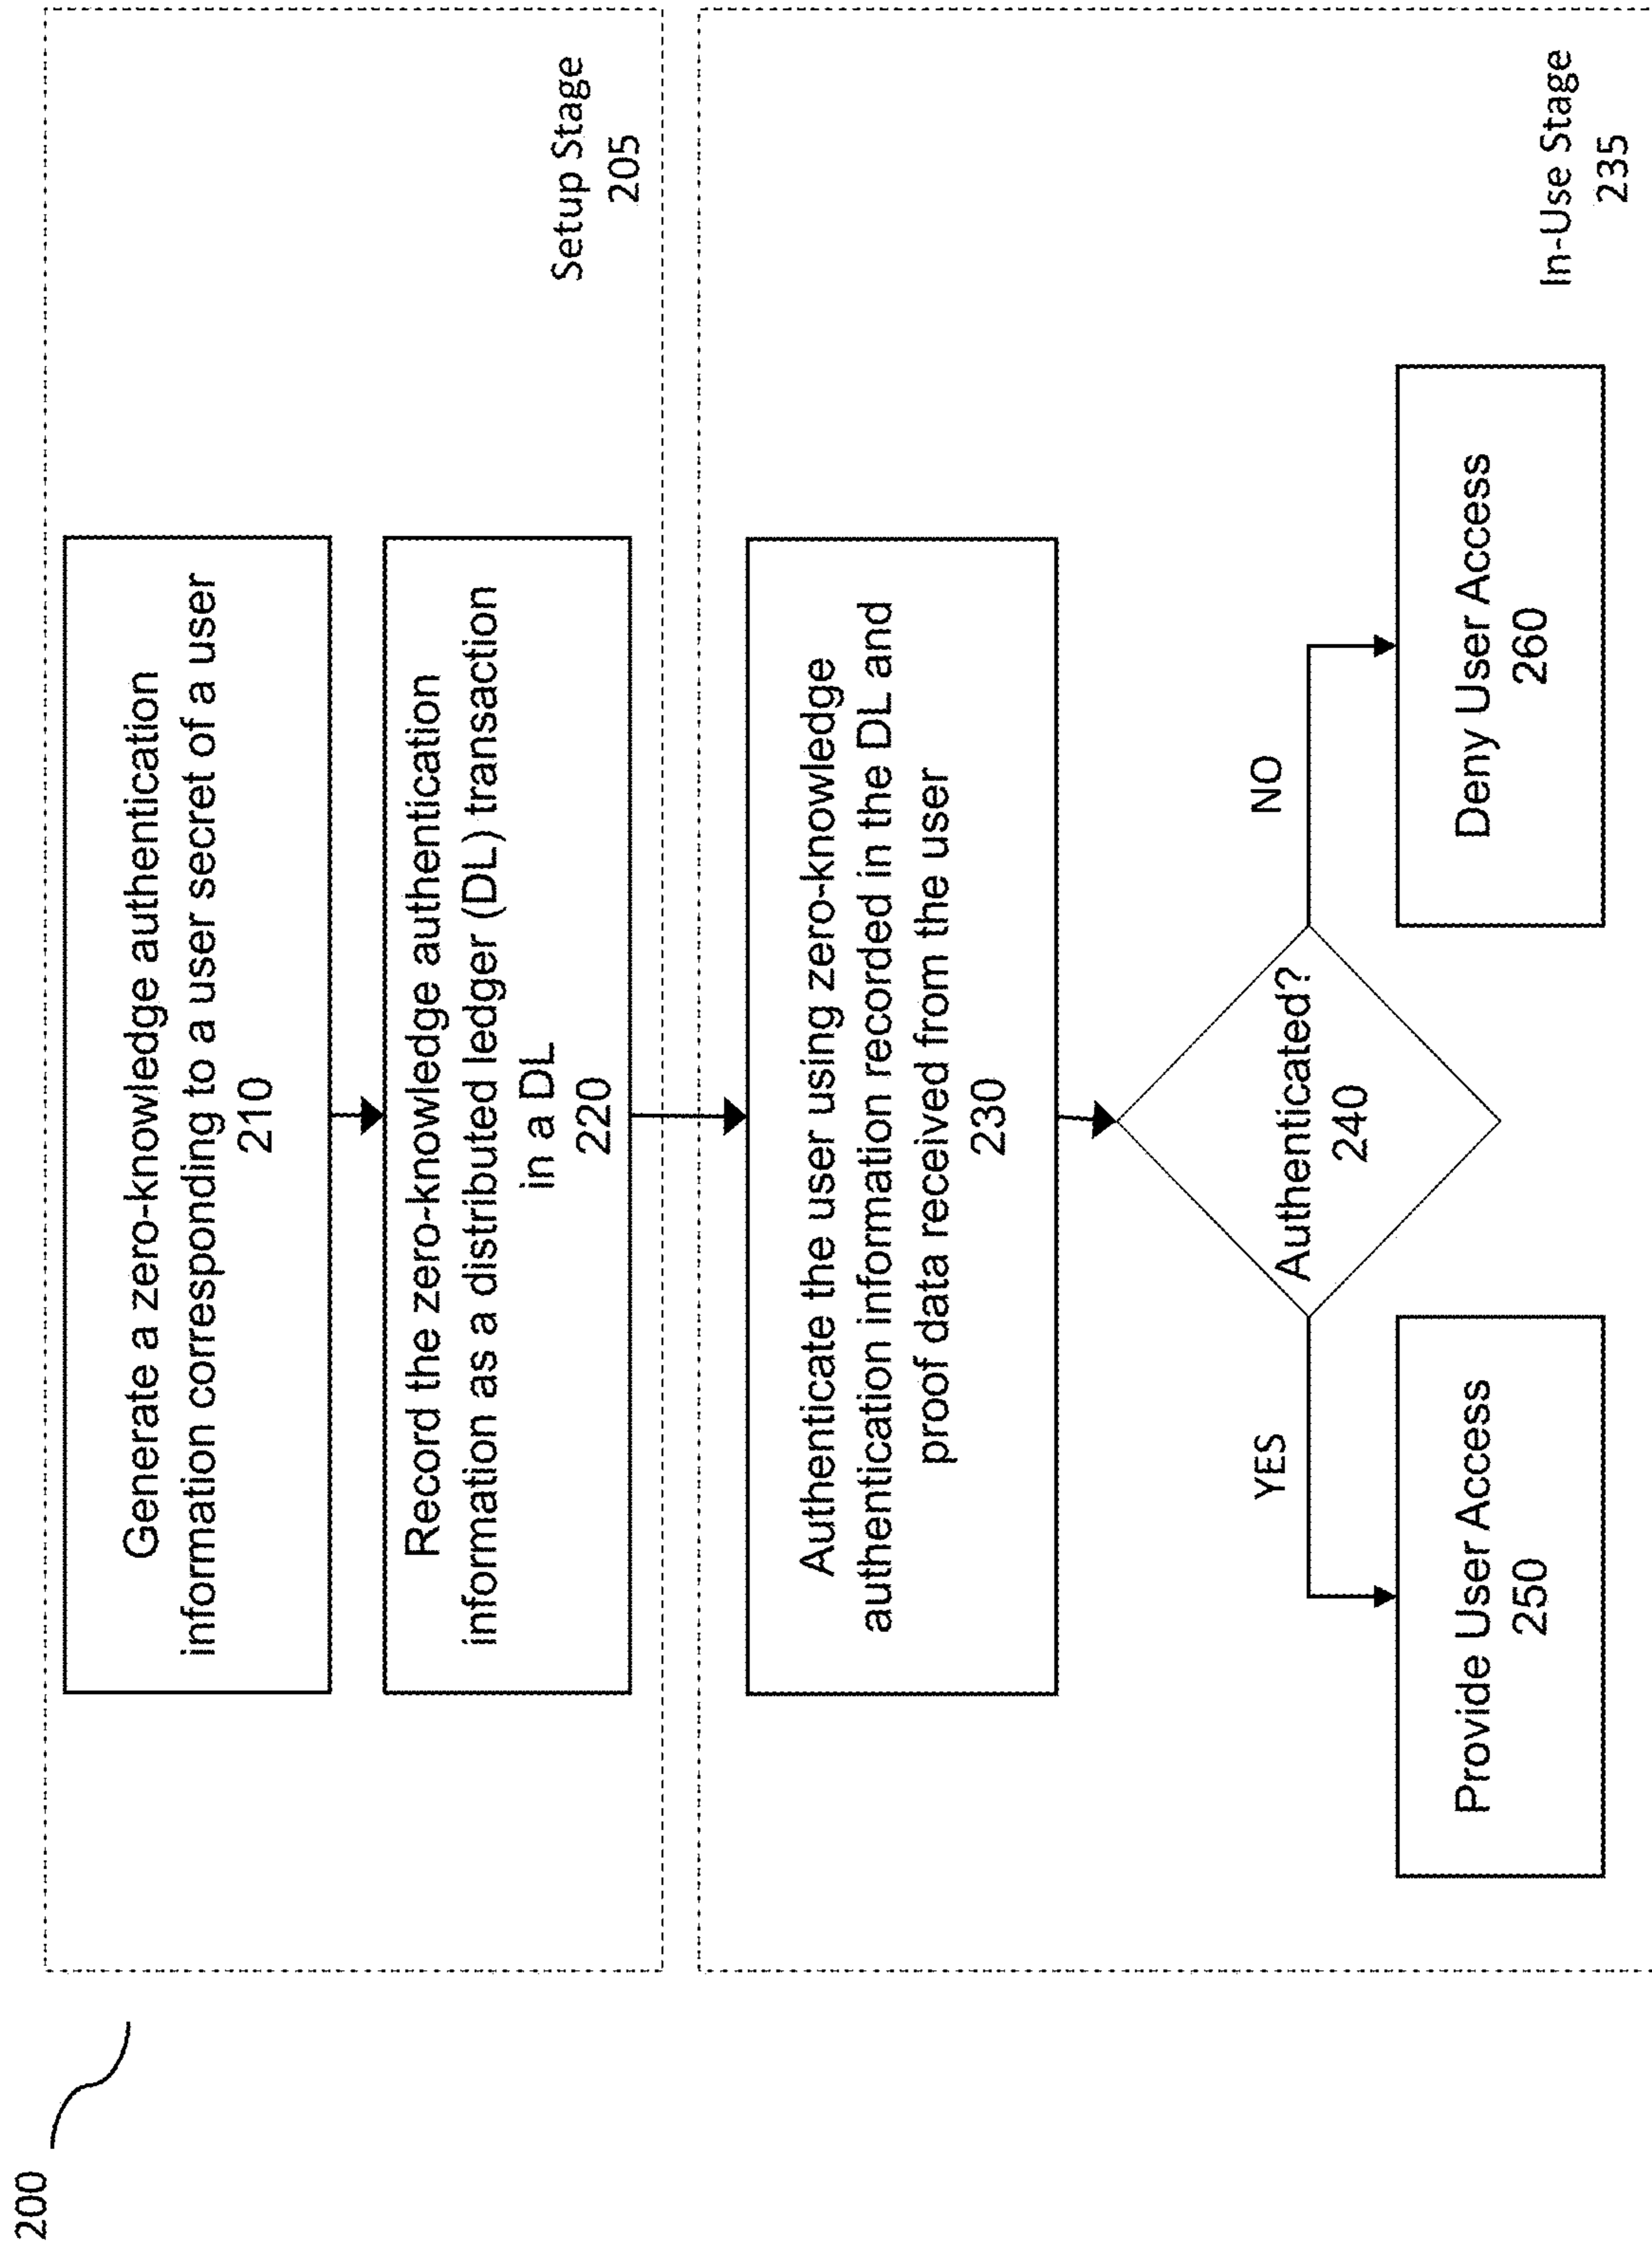 200
Generate a zero-knowledge authentication
information corresponding to a user secret of a user
210
Record the zero-knowledge authentication
information as a distributed ledger (DL) transaction
in a DL
220
Setup Stage
205
Authenticate the user using zero-knowledge
authentication information recorded in the DL and
proof data received from the user
230
Authenticated?
240
YES
NO
Provide User Access
250
Deny User Access
260
In-Use Stage
235